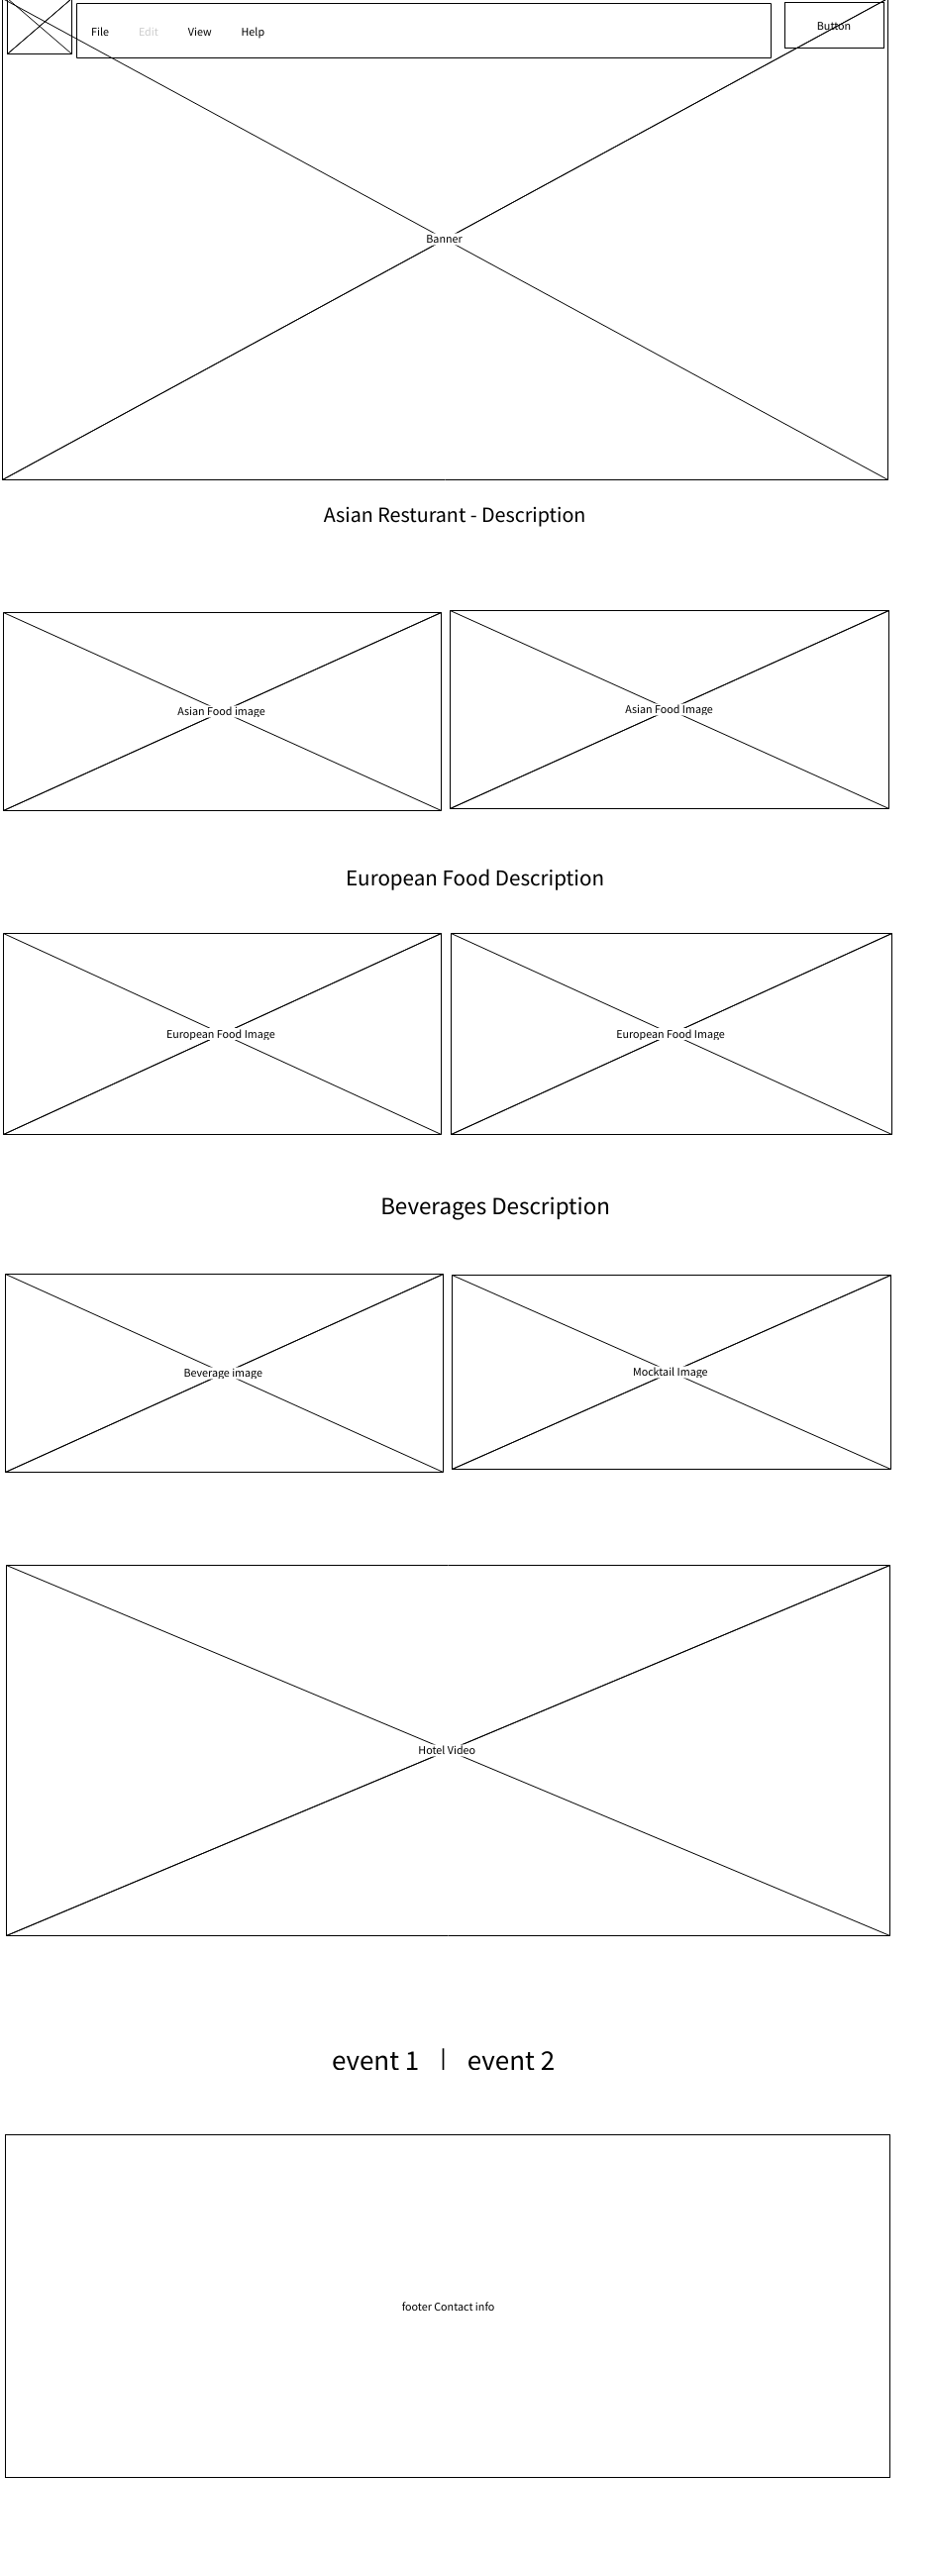 File Edit View Help Button
Banner
Asian Resturant - Description
Asian Food image Asian Food Image
European Food Description
European Food Image European Food Image
Beverages Description
Beverage image Mocktail Image
Hotel Video
event 1 | event 2
footer Contact info